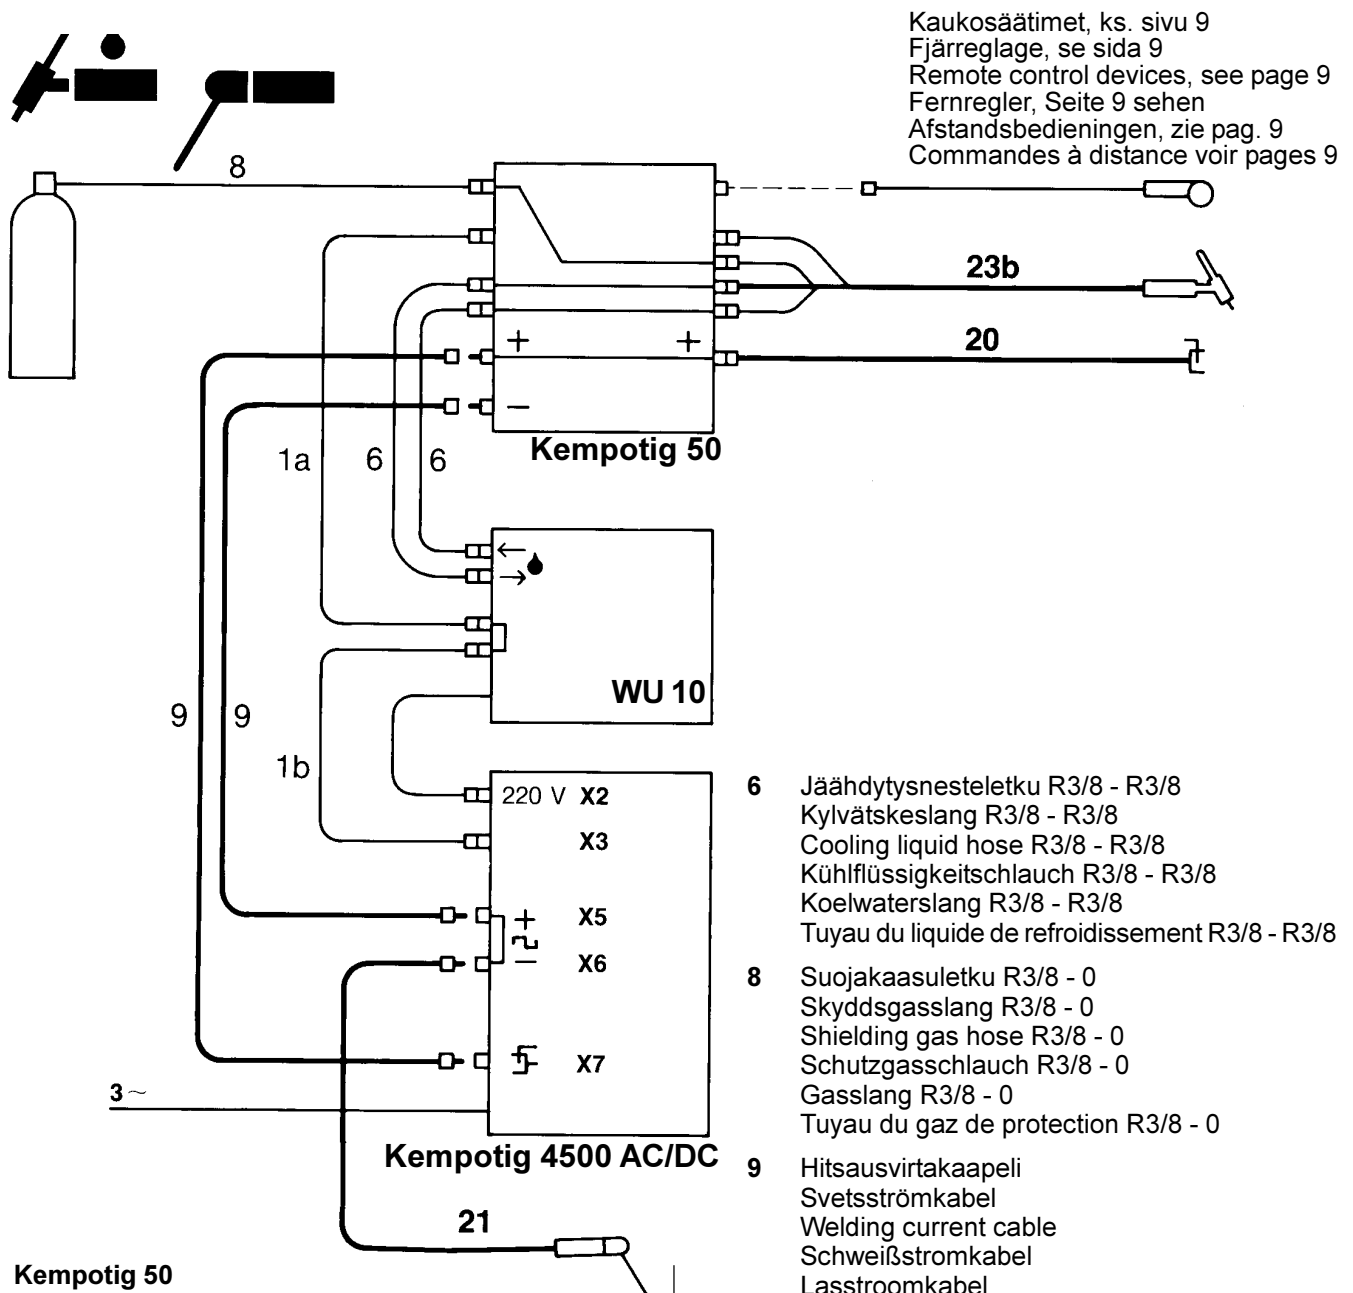 Kaukosäätimet, ks. sivu 9
Fjärreglage, se sida 9
Remote control devices, see page 9
Fernregler, Seite 9 sehen
Afstandsbedieningen, zie pag. 9
Commandes à distance voir pages 9
8
23b
20
+ +
−
Kempotig 50
1a 6 6
← 
→
WU 10
9 9
1b
220 V X2
X3
+ X5
− X6
X7
3~
Kempotig 4500 AC/DC
21
Kempotig 50
6 Jäähdytysnesteletku R3/8 - R3/8
Kylvätskeslang R3/8 - R3/8
Cooling liquid hose R3/8 - R3/8
Kühlflüssigkeitschlauch R3/8 - R3/8
Koelwaterslang R3/8 - R3/8
Tuyau du liquide de refroidissement R3/8 - R3/8
8 Suojakaasuletku R3/8 - 0
Skyddsgasslang R3/8 - 0
Shielding gas hose R3/8 - 0
Schutzgasschlauch R3/8 - 0
Gasslang R3/8 - 0
Tuyau du gaz de protection R3/8 - 0
9 Hitsausvirtakaapeli
Svetsströmkabel
Welding current cable
Schweißstromkabel
Lasstroomkabel